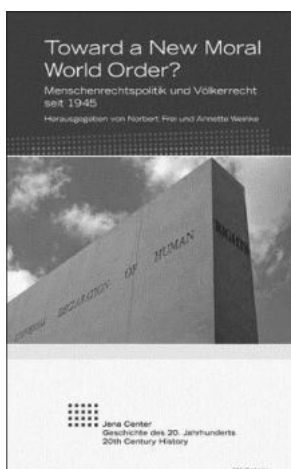 Toward a New Moral
World Order?
Menschenrechtspolitik und Völkerrecht
seit 1945
Herausgegeben von Norbert Frei und Annette Weinke
UNIVERSAL DECLARATION OF HUMAN RIGHTS
Jena Center
Geschichte des 20. Jahrhunderts
20th Century History